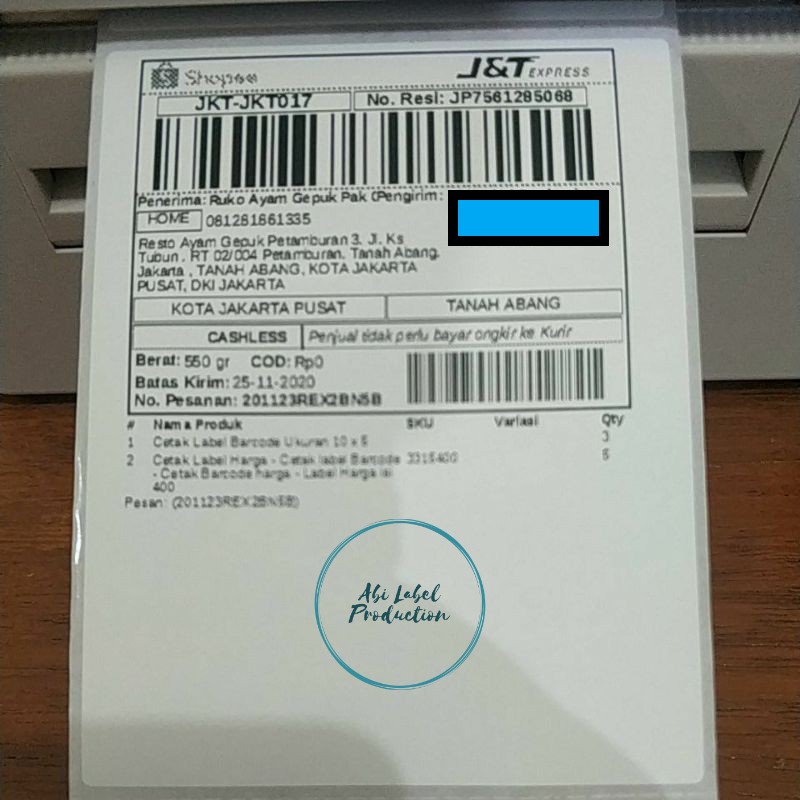 Shopee
J&T EXPRESS
JKT-JKT017
No. Resi: JP7561285068
Penerima: Ruko Ayam Gepuk Pak (Pengirim:
HOME 081281861335
Resto Ayam Gepuk Petamburan 3. Jl. Ks
Tubun . RT 02/004 Petamburan. Tanah Abang.
Jakarta , TANAH ABANG, KOTA JAKARTA
PUSAT, DKI JAKARTA
KOTA JAKARTA PUSAT
TANAH ABANG
CASHLESS
Penjual tidak perlu bayar ongkir ke Kurir
Berat: 550 gr COD: Rp0
Batas Kirim: 25-11-2020
No. Pesanan: 201123REX2BN5B
# Nama Produk SKU Variasi Qty
1 Cetak Label Barcode Ukuran 10 x 5 3
2 Cetak Label Harga - Cetak label Barcode 3315400
- Cetak Barcode harga - Label Harga isi
400
Pesan: (201123REX2BN5B)
Abi Label
Production